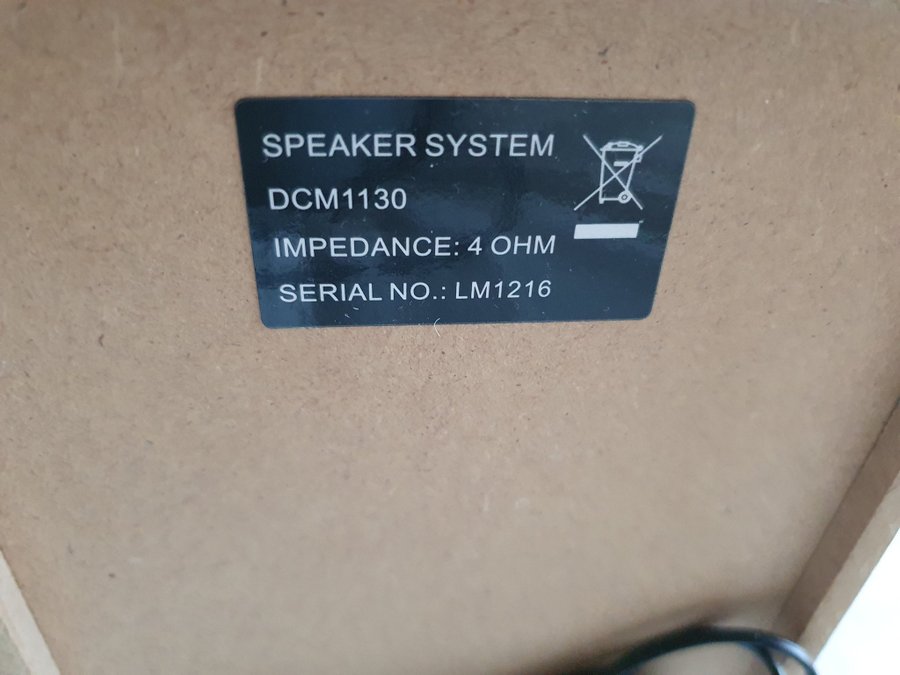 SPEAKER SYSTEM
DCM1130
IMPEDANCE: 4 OHM
SERIAL NO.: LM1216